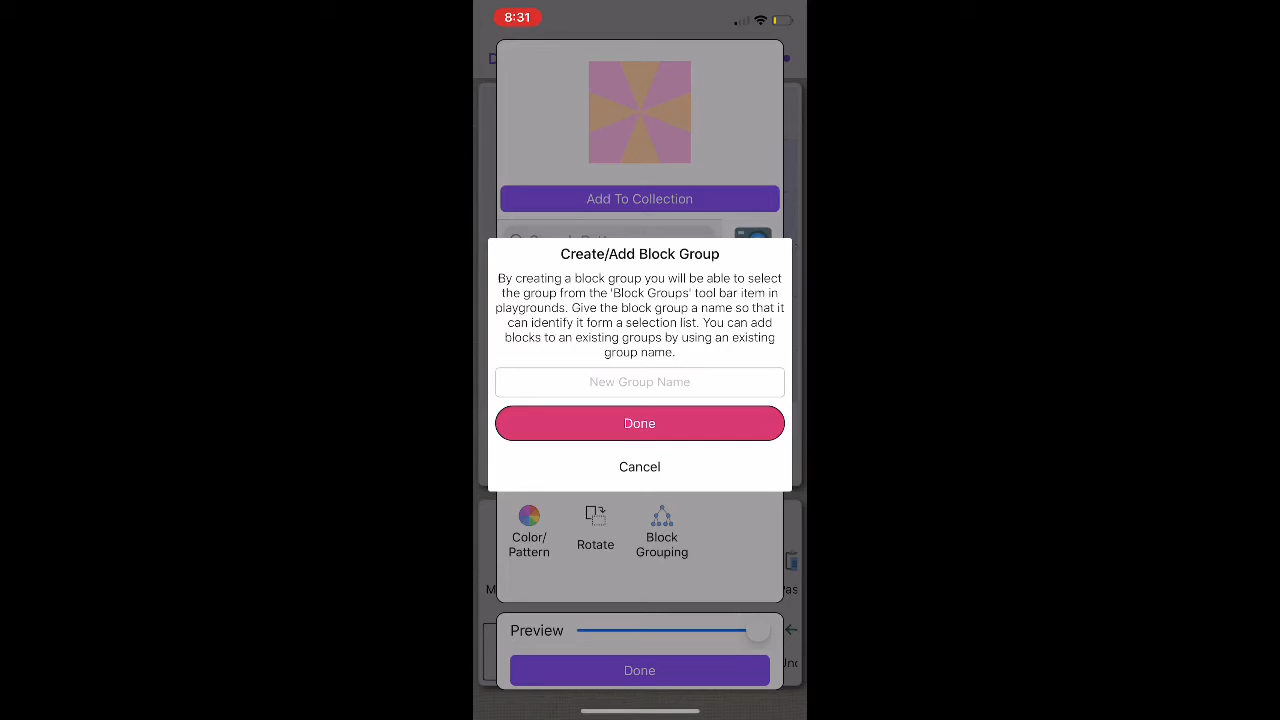 8:31
Add To Collection
Create/Add Block Group
By creating a block group you will be able to select
the group from the 'Block Groups' tool bar item in
playgrounds. Give the block group a name so that it
can identify it form a selection list. You can add
blocks to an existing groups by using an existing
group name.
New Group Name
Done
Cancel
Color/
Pattern
Rotate
Block
Grouping
Preview
Done